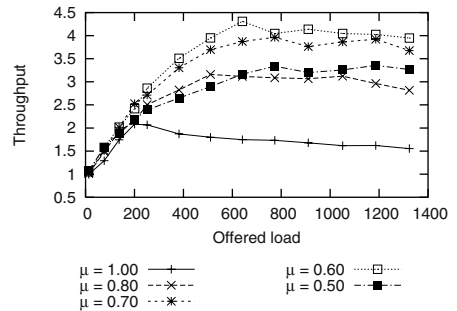 4.5
4
3.5
3
2.5
2
1.5
1
0.5
Throughput
0 200 400 600 800 1000 1200 1400
Offered load
μ = 1.00
μ = 0.80
μ = 0.70
μ = 0.60
μ = 0.50